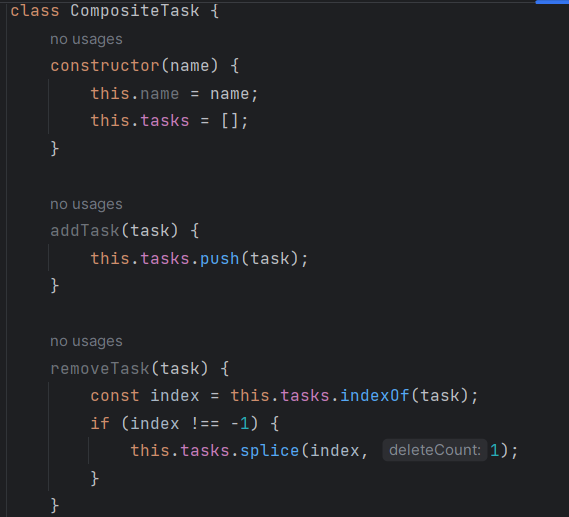 class CompositeTask {
no usages
constructor(name) {
this.name = name;
this.tasks = [];
}
no usages
addTask(task) {
this.tasks.push(task);
}
no usages
removeTask(task) {
const index = this.tasks.indexOf(task);
if (index !== -1) {
this.tasks.splice(index, deleteCount: 1);
}
}